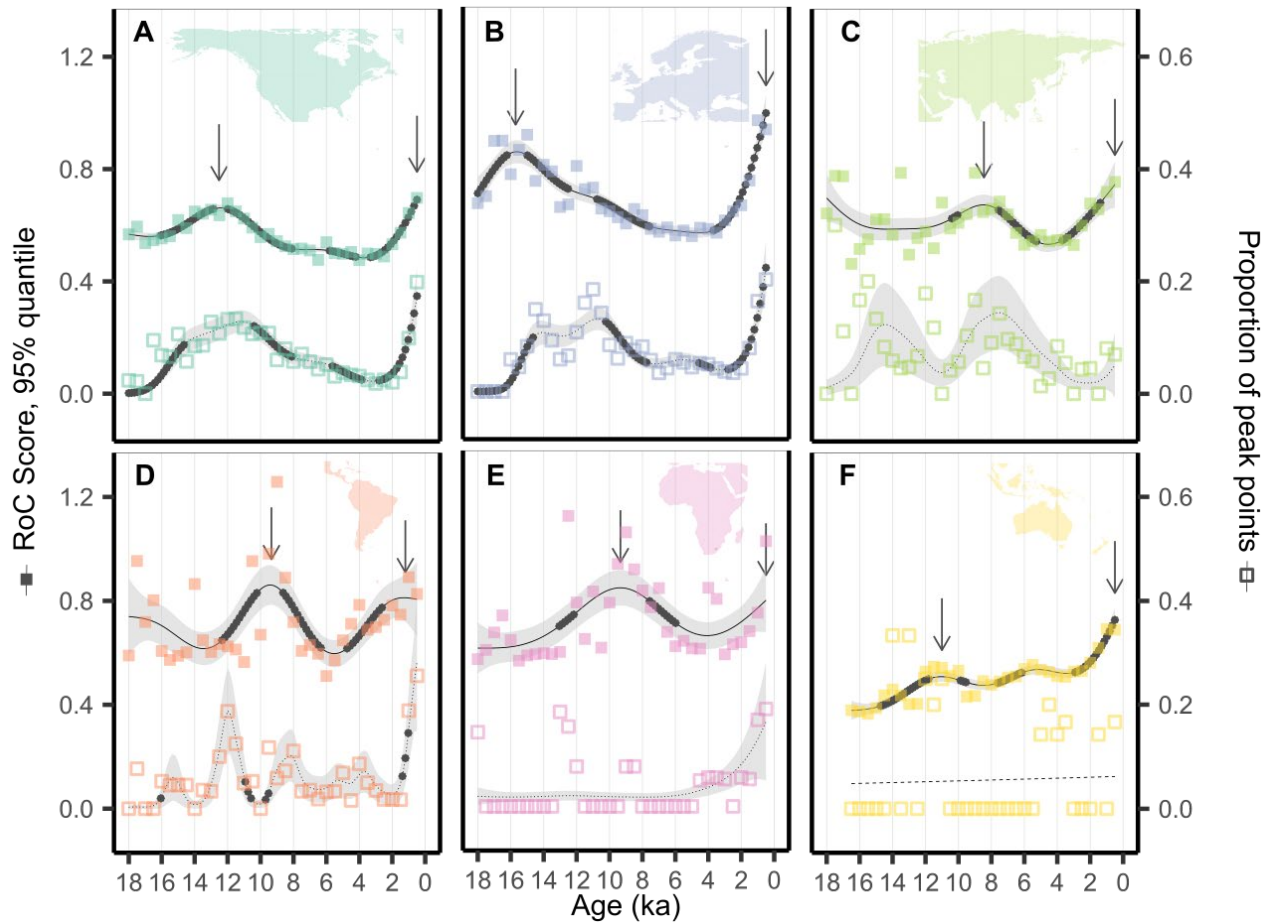 A B C
1.2 0.6
0.8 0.4
0.4 0.2
0.0 0.0
RoC Score, 95% quantile
Proportion of peak points
D E F
1.2 0.6
0.8 0.4
0.4 0.2
0.0 0.0
18 16 14 12 10 8 6 4 2 0 18 16 14 12 10 8 6 4 2 0 18 16 14 12 10 8 6 4 2 0
Age (ka)